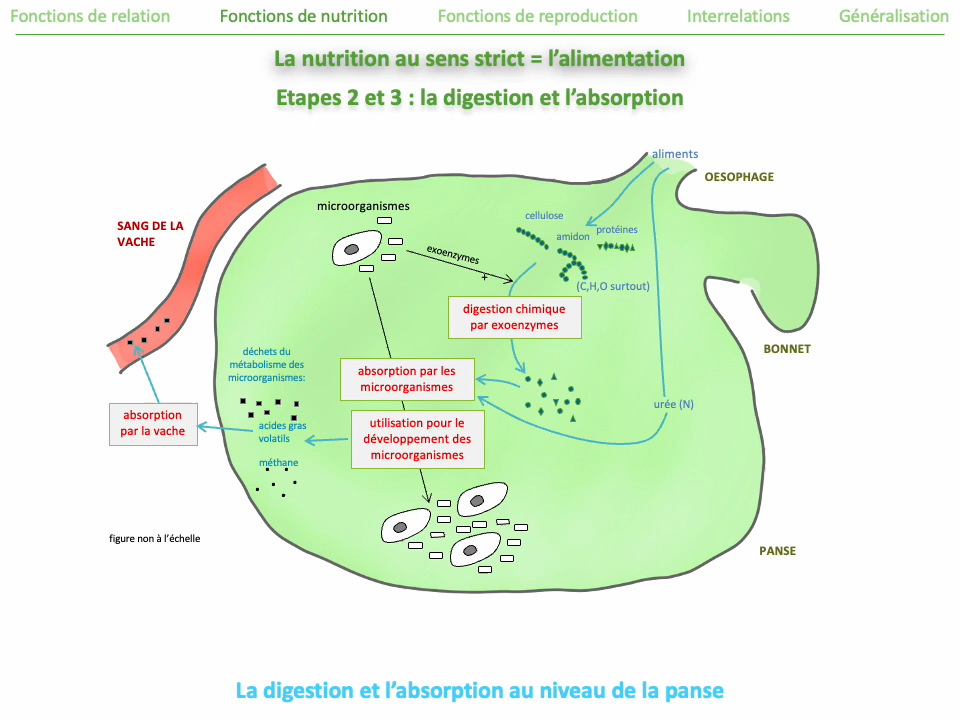 Fonctions de relation
Fonctions de nutrition
Fonctions de reproduction
Interrelations
Généralisation
La nutrition au sens strict = l’alimentation
Etapes 2 et 3 : la digestion et l’absorption
aliments
OESOPHAGE
microorganismes
SANG DE LA
VACHE
cellulose
amidon
protéines
exoenzymes
+
(C,H,O surtout)
digestion chimique
par exoenzymes
BONNET
déchets du
métabolisme des
microorganismes:
absorption par les
microorganismes
urée (N)
absorption
par la vache
acides gras
volatils
utilisation pour le
développement des
microorganismes
méthane
figure non à l’échelle
PANSE
La digestion et l’absorption au niveau de la panse